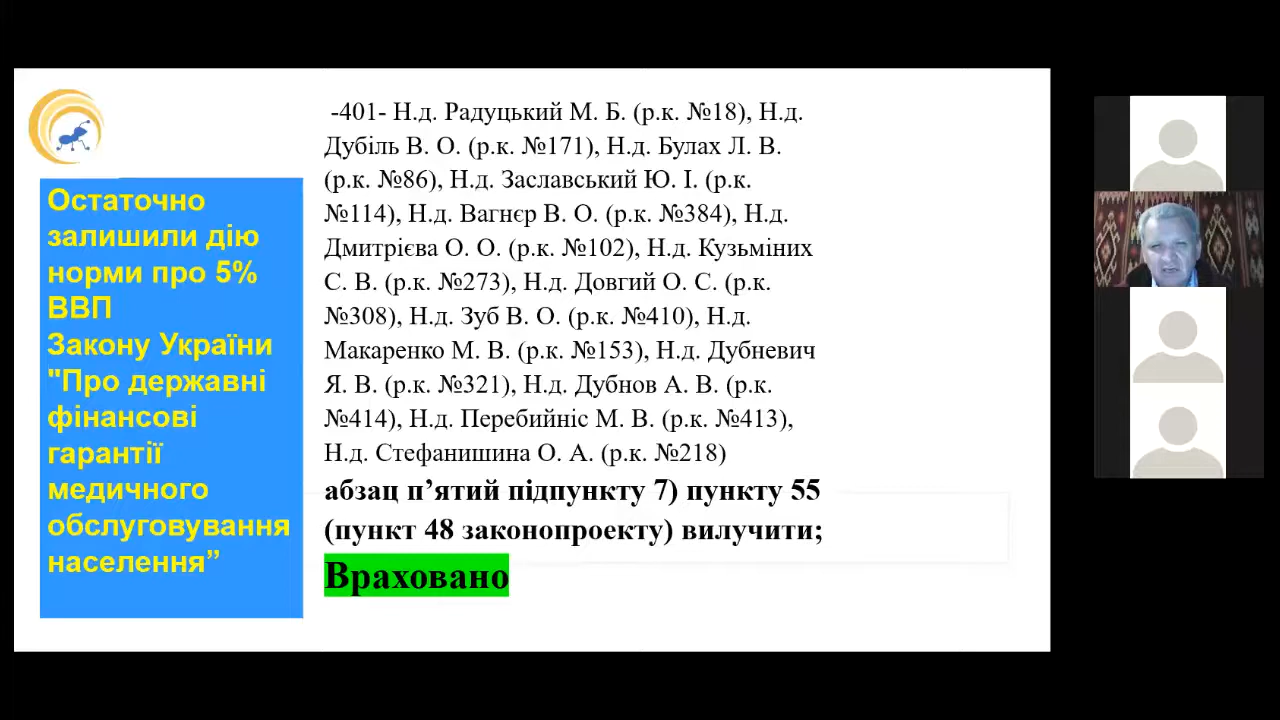 Остаточно
залишили дію
норми про 5%
ВВП
Закону України
"Про державні
фінансові
гарантії
медичного
обслуговування
населення”
-401- Н.д. Радуцький М. Б. (р.к. №18), Н.д.
Дубіль В. О. (р.к. №171), Н.д. Булах Л. В.
(р.к. №86), Н.д. Заславський Ю. І. (р.к.
№114), Н.д. Вагнєр В. О. (р.к. №384), Н.д.
Дмитрієва О. О. (р.к. №102), Н.д. Кузьміних
С. В. (р.к. №273), Н.д. Довгий О. С. (р.к.
№308), Н.д. Зуб В. О. (р.к. №410), Н.д.
Макаренко М. В. (р.к. №153), Н.д. Дубневич
Я. В. (р.к. №321), Н.д. Дубнов А. В. (р.к.
№414), Н.д. Перебийніс М. В. (р.к. №413),
Н.д. Стефанишина О. А. (р.к. №218)
абзац п’ятий підпункту 7) пункту 55
(пункт 48 законопроекту) вилучити;
Враховано